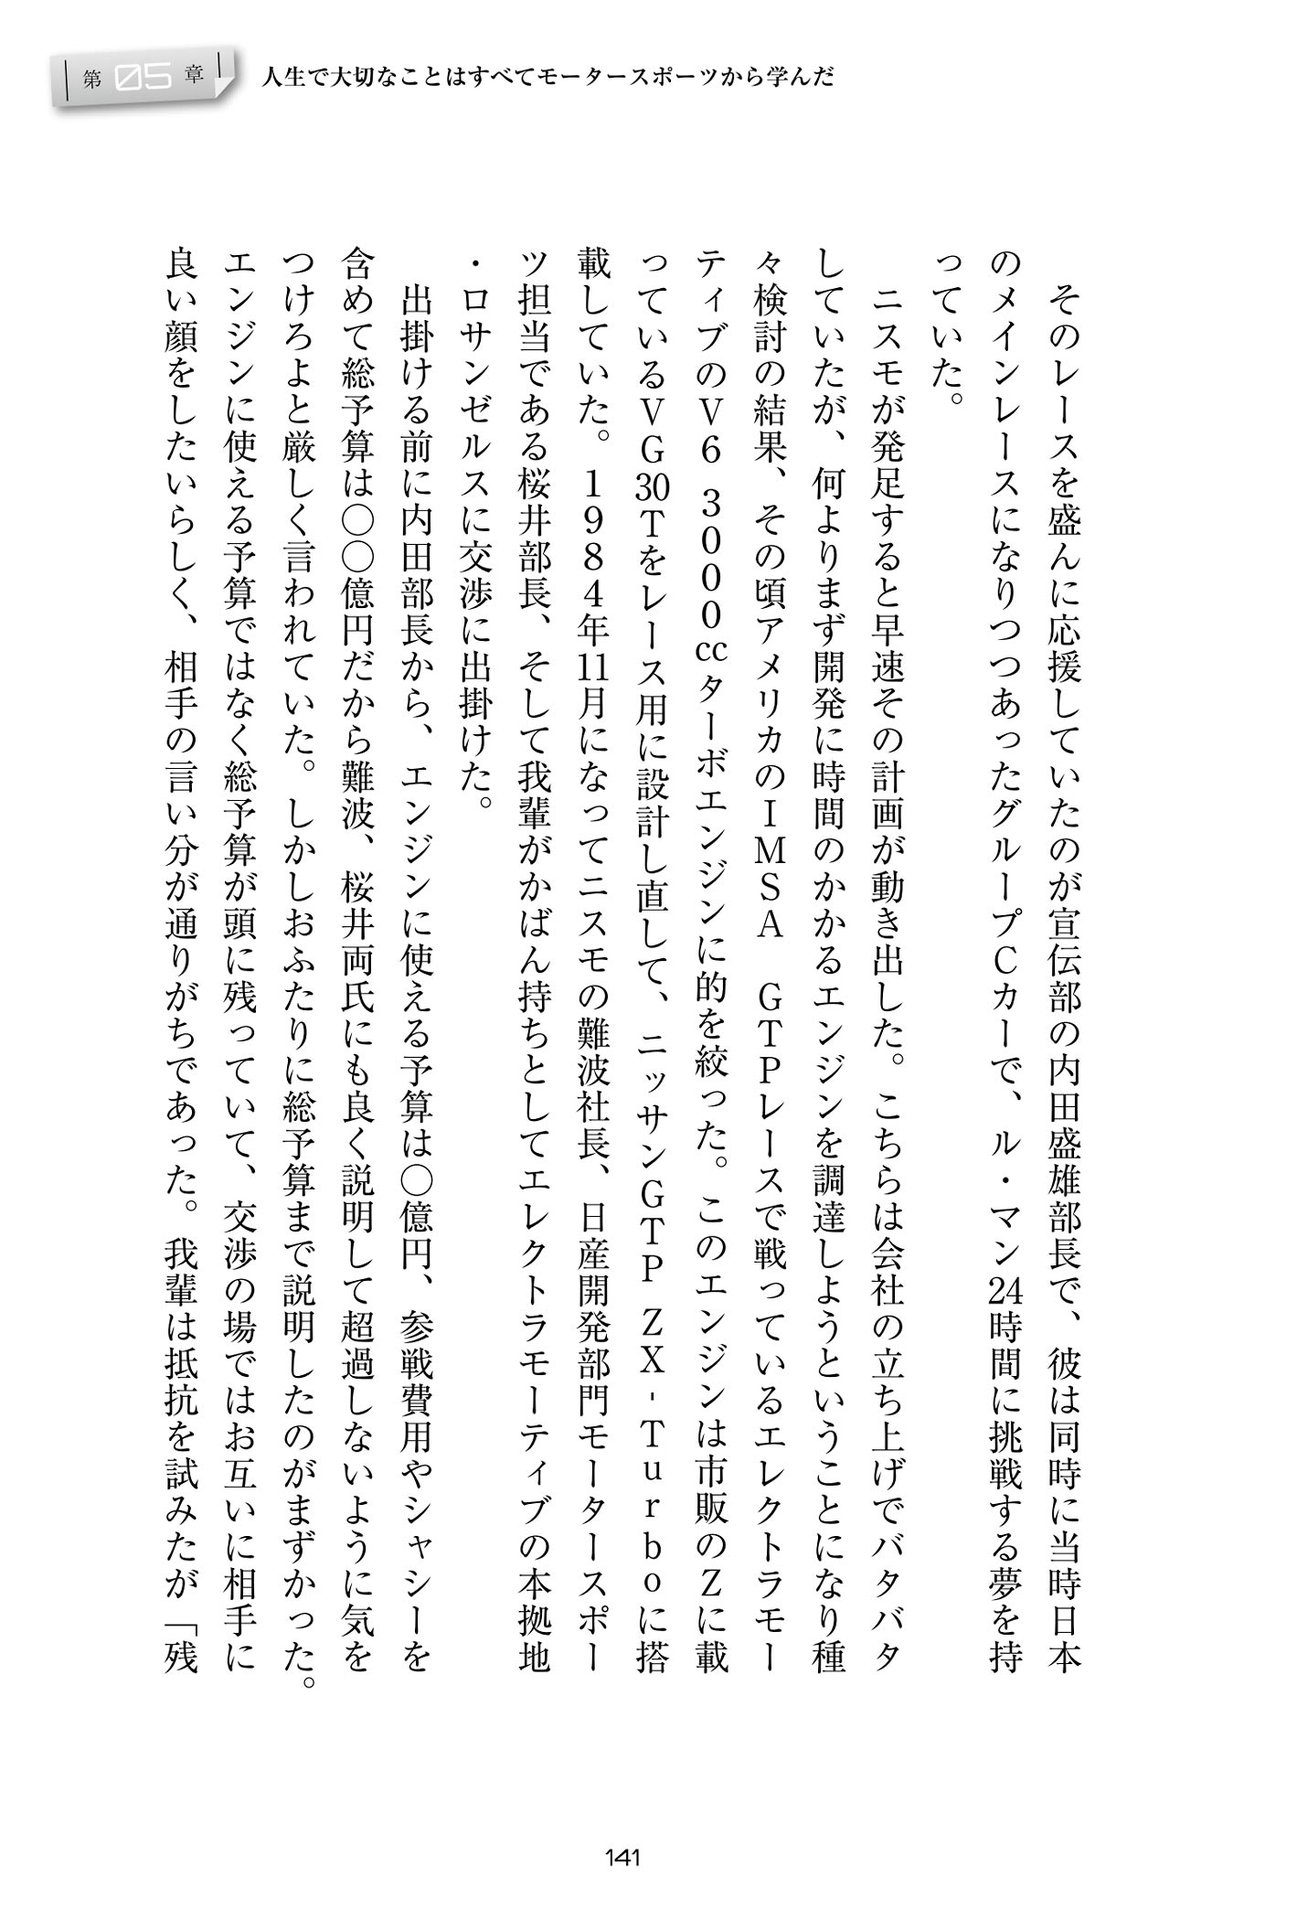 第05章
人生で大切なことはすべてモータースポーツから学んだ
そのレースを盛んに応援していたのが宣伝部の内田盛雄部長で、彼は同時に当時日本
のメインレースになりつつあったグループCカーで、ル・マン24時間に挑戦する夢を持
っていた。
ニスモが発足すると早速その計画が動き出した。こちらは会社の立ち上げでバタバタ
していたが、何よりまず開発に時間のかかるエンジンを調達しようということになり種
々検討の結果、その頃アメリカのIMSA GTPレースで戦っているエレクトラモー
ティブのV6 3000ccターボエンジンに的を絞った。このエンジンは市販のZに載
っているVG30Tをレース用に設計し直して、ニッサンGTP ZX-Turboに搭
載していた。1984年11月になってニスモの難波社長、日産開発部門モータースポー
ツ担当である桜井部長、そして我輩がかばん持ちとしてエレクトラモーティブの本拠地
・ロサンゼルスに交渉に出掛けた。
出掛ける前に内田部長から、エンジンに使える予算は〇億円、参戦費用やシャシーを
含めて総予算は〇〇億円だから難波、桜井両氏にも良く説明して超過しないように気を
つけろよと厳しく言われていた。しかしおふたりに総予算まで説明したのがまずかった。
エンジンに使える予算ではなく総予算が頭に残っていて、交渉の場ではお互いに相手に
良い顔をしたいらしく、相手の言い分が通りがちであった。我輩は抵抗を試みたが「残
141